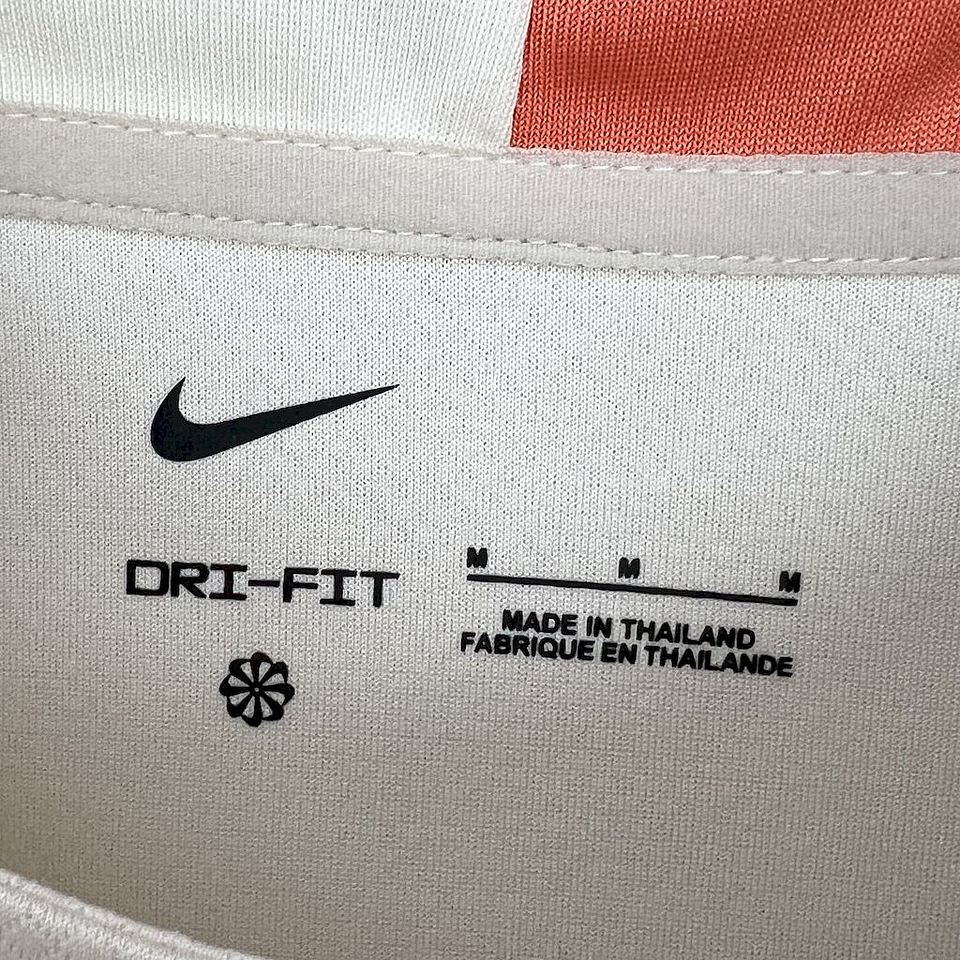 DRI-FIT
M M M
MADE IN THAILAND
FABRIQUE EN THAILANDE